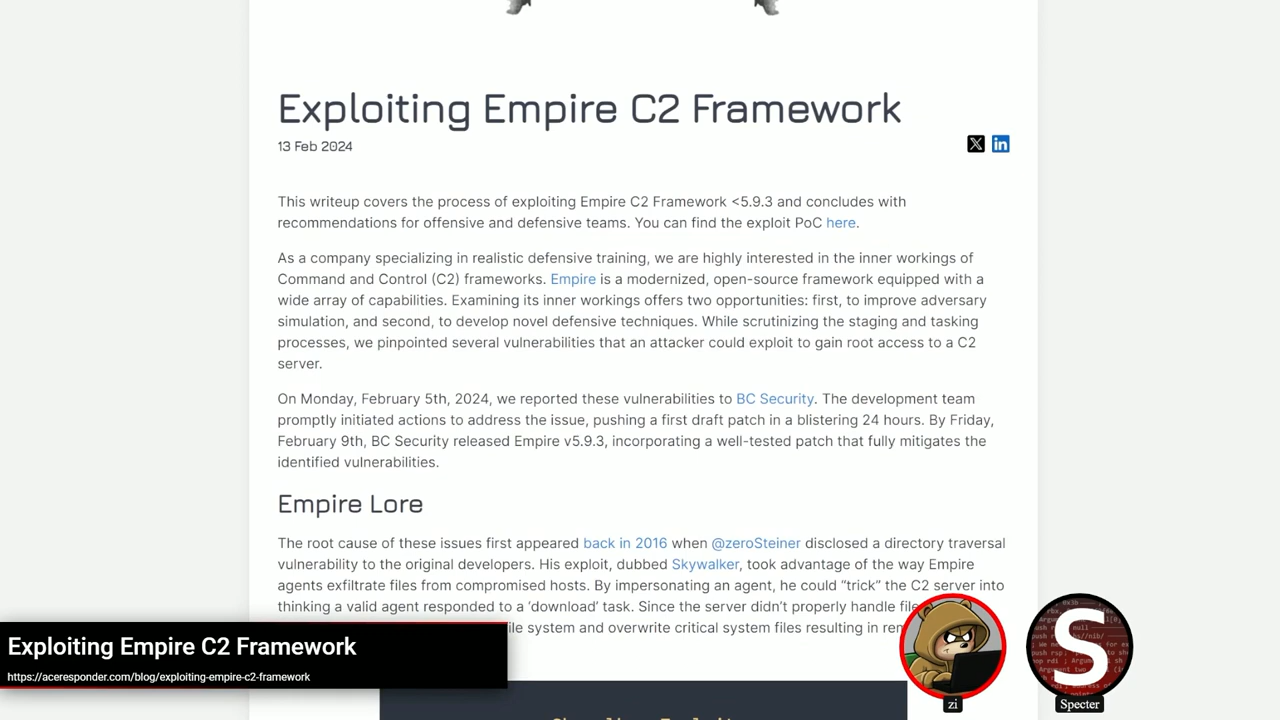 Exploiting Empire C2 Framework
13 Feb 2024
This writeup covers the process of exploiting Empire C2 Framework <5.9.3 and concludes with
recommendations for offensive and defensive teams. You can find the exploit PoC here.
As a company specializing in realistic defensive training, we are highly interested in the inner workings of
Command and Control (C2) frameworks. Empire is a modernized, open-source framework equipped with a
wide array of capabilities. Examining its inner workings offers two opportunities: first, to improve adversary
simulation, and second, to develop novel defensive techniques. While scrutinizing the staging and tasking
processes, we pinpointed several vulnerabilities that an attacker could exploit to gain root access to a C2
server.
On Monday, February 5th, 2024, we reported these vulnerabilities to BC Security. The development team
promptly initiated actions to address the issue, pushing a first draft patch in a blistering 24 hours. By Friday,
February 9th, BC Security released Empire v5.9.3, incorporating a well-tested patch that fully mitigates the
identified vulnerabilities.
Empire Lore
The root cause of these issues first appeared back in 2016 when @zeroSteiner disclosed a directory traversal
vulnerability to the original developers. His exploit, dubbed Skywalker, took advantage of the way Empire
agents exfiltrate files from compromised hosts. By impersonating an agent, he could “trick” the C2 server into
thinking a valid agent responded to a ‘download’ task. Since the server didn’t properly handle
system and overwrite critical system files resulting in
Exploiting Empire C2 Framework
https://aceresponder.com/blog/exploiting-empire-c2-framework
S
zi
Specter